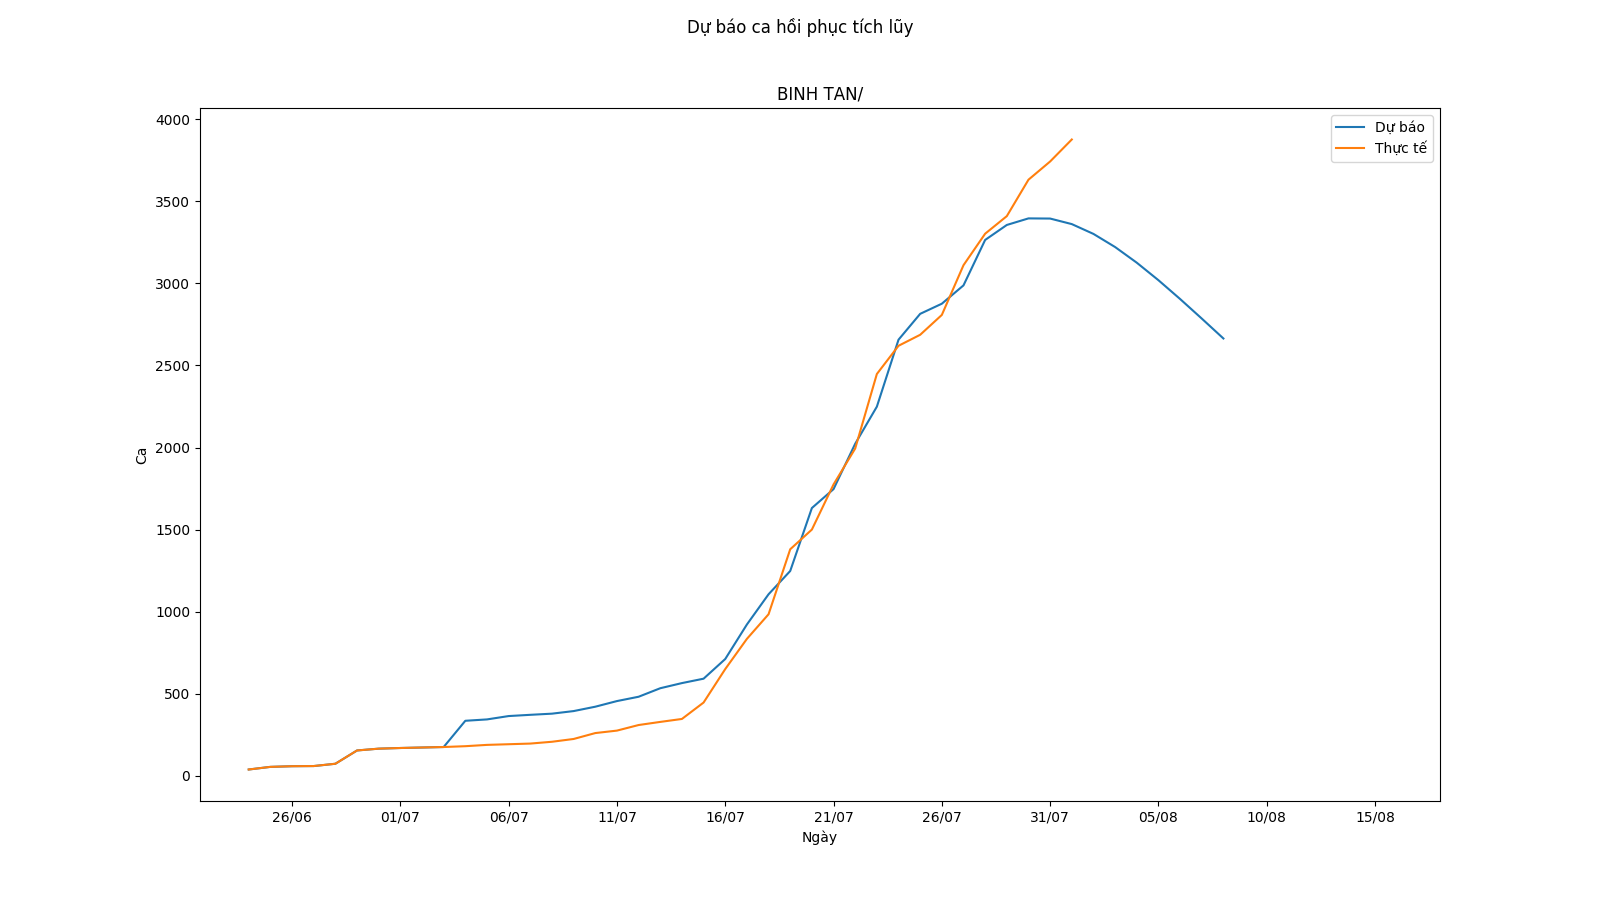 Dự báo ca hồi phục tích lũy
BINH TAN/
Dự báo
Thực tế
4000
3500
3000
2500
2000
1500
1000
500
0
Ca
26/06 01/07 06/07 11/07 16/07 21/07 26/07 31/07 05/08 10/08 15/08
Ngày